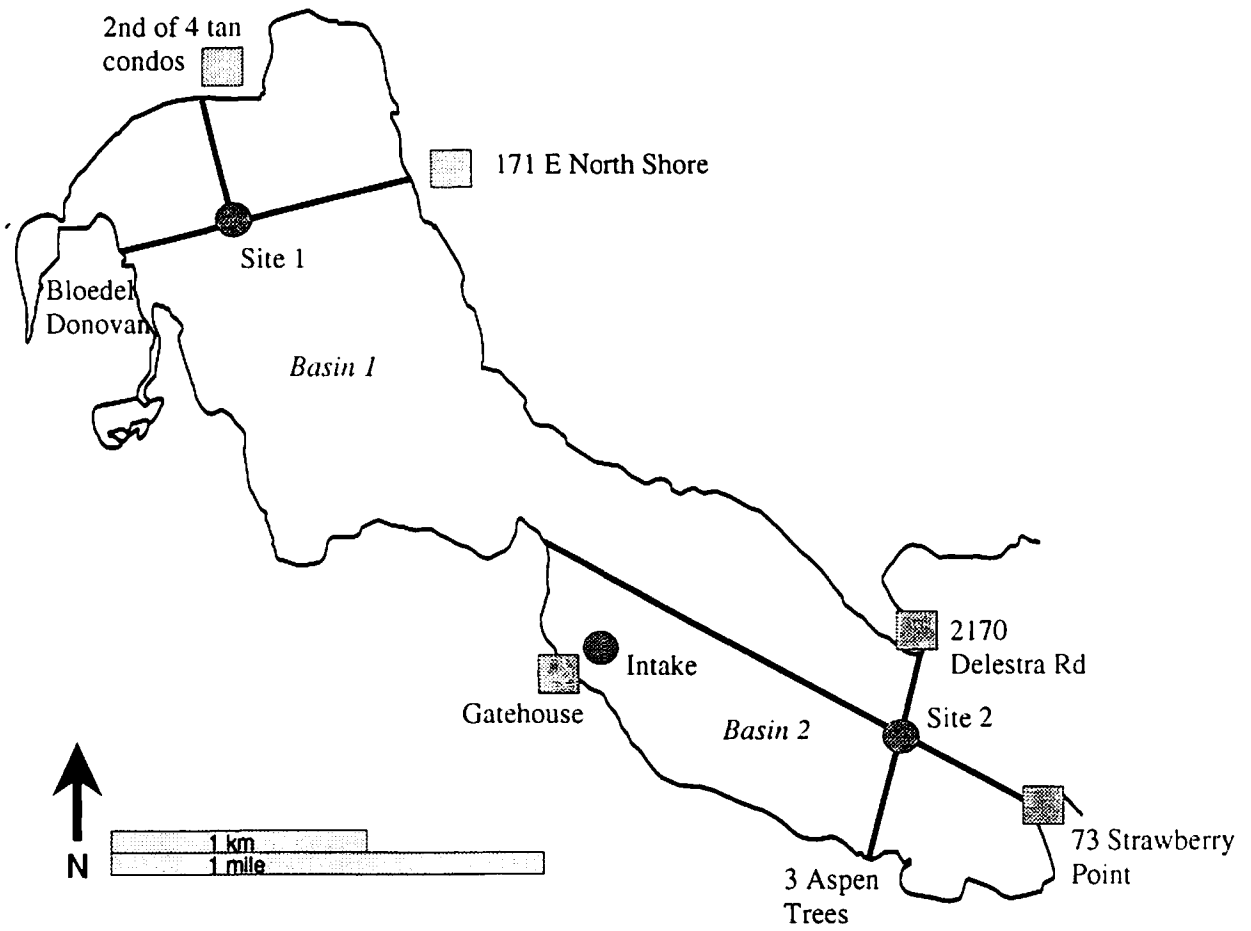 2nd of 4 tan
condos
171 E North Shore
Site 1
Bloedel
Donovan
Basin 1
2170
Delestra Rd
Intake
Gatehouse
Basin 2
Site 2
1 km
1 mile
N
73 Strawberry
Point
3 Aspen
Trees